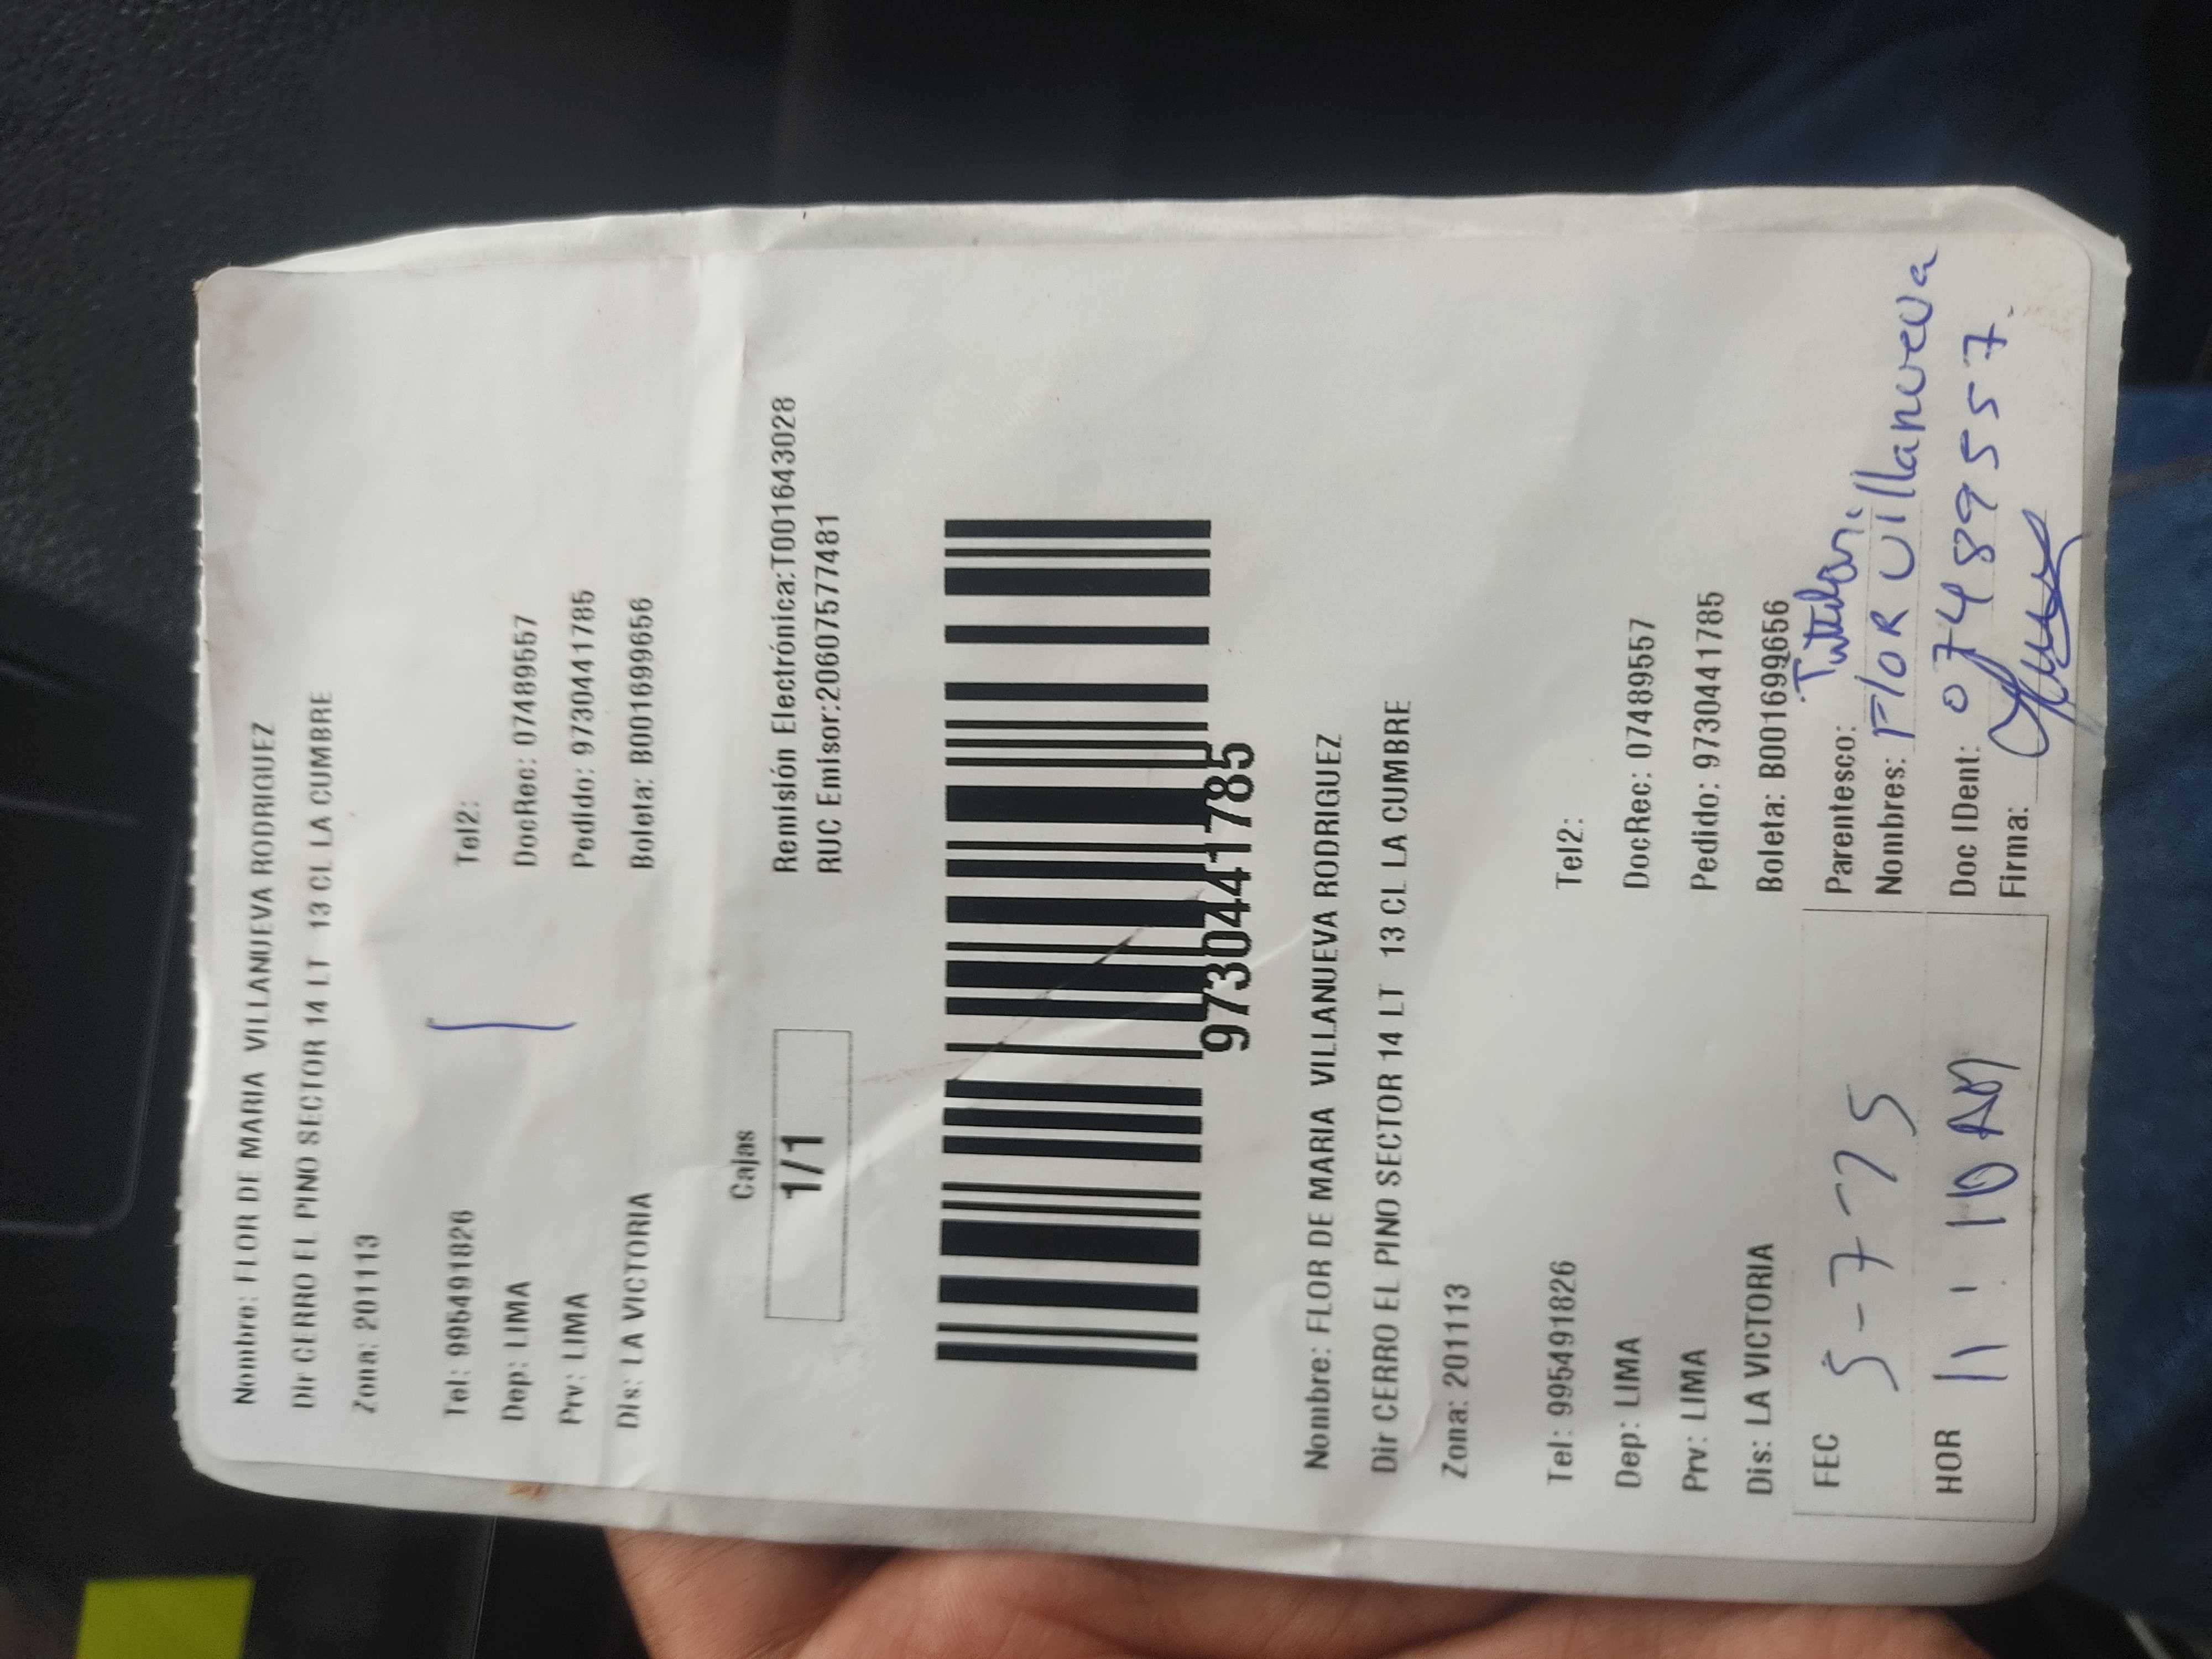 Nombre: FLOR DE MARIA VILLANUEVA RODRIGUEZ
Dir CERRO EL PINO SECTOR 14 LT 13 CL LA CUMBRE
Zona: 201113
Tel: 995491826 Tel2:
Dep: LIMA DocRec: 07489557
Prv: LIMA Pedido: 97304441785
Dis: LA VICTORIA Boleta: B001699656
Cajas
1/1
Remisión Electrónica:T001643028
RUC Emisor:20607577481
97304441785
Nombre: FLOR DE MARIA VILLANUEVA RODRIGUEZ
Dir CERRO EL PINO SECTOR 14 LT 13 CL LA CUMBRE
Zona: 201113
Tel: 995491826 Tel2:
Dep: LIMA DocRec: 07489557
Prv: LIMA Pedido: 97304441785
Dis: LA VICTORIA Boleta: B001699656
FEC 5-7-25
HOR 11:10 AM
Parentesco:
Nombres: Flor Villanueva
Doc IDent: 07489557
Firma: